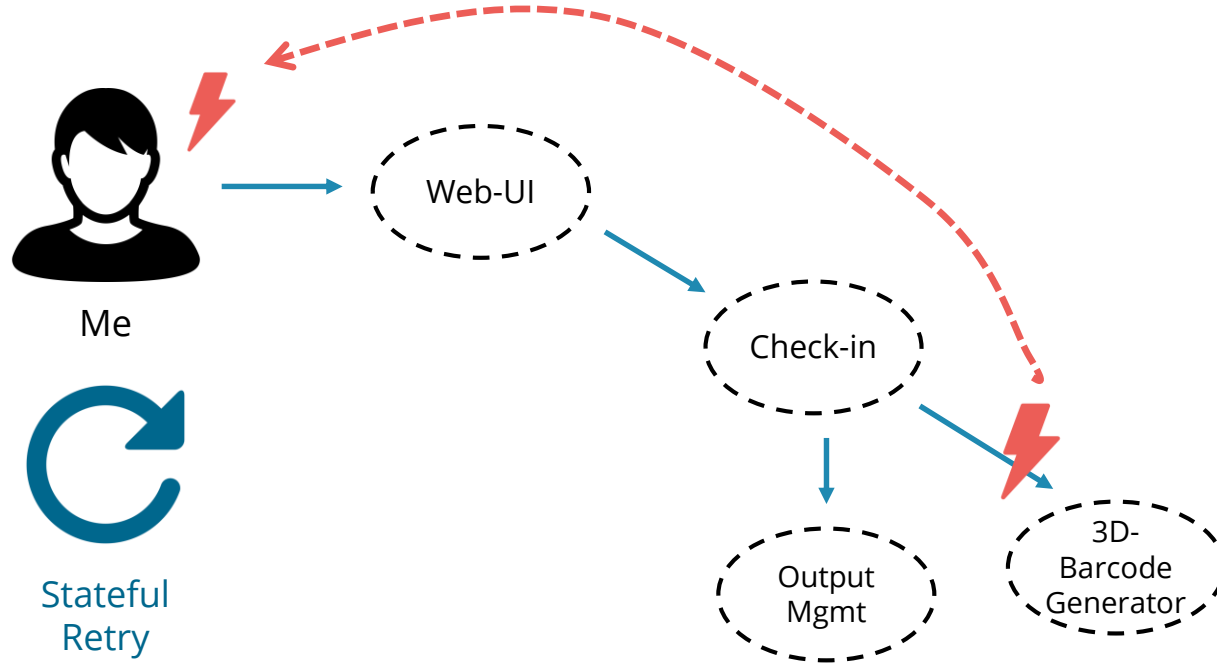 Web-UI
Me
Check-in
Stateful
Retry
Output
Mgmt
3D-
Barcode
Generator